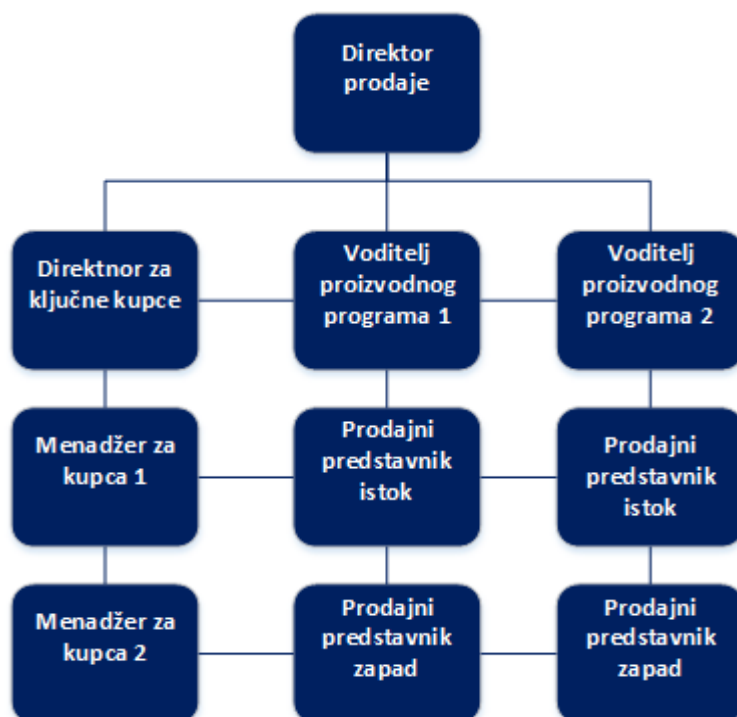 Direktor
prodaje
Direktnor za
ključne kupce
Voditelj
proizvodnog
programa 1
Voditelj
proizvodnog
programa 2
Menadžer za
kupca 1
Prodajni
predstavnik
istok
Prodajni
predstavnik
istok
Menadžer za
kupca 2
Prodajni
predstavnik
zapad
Prodajni
predstavnik
zapad